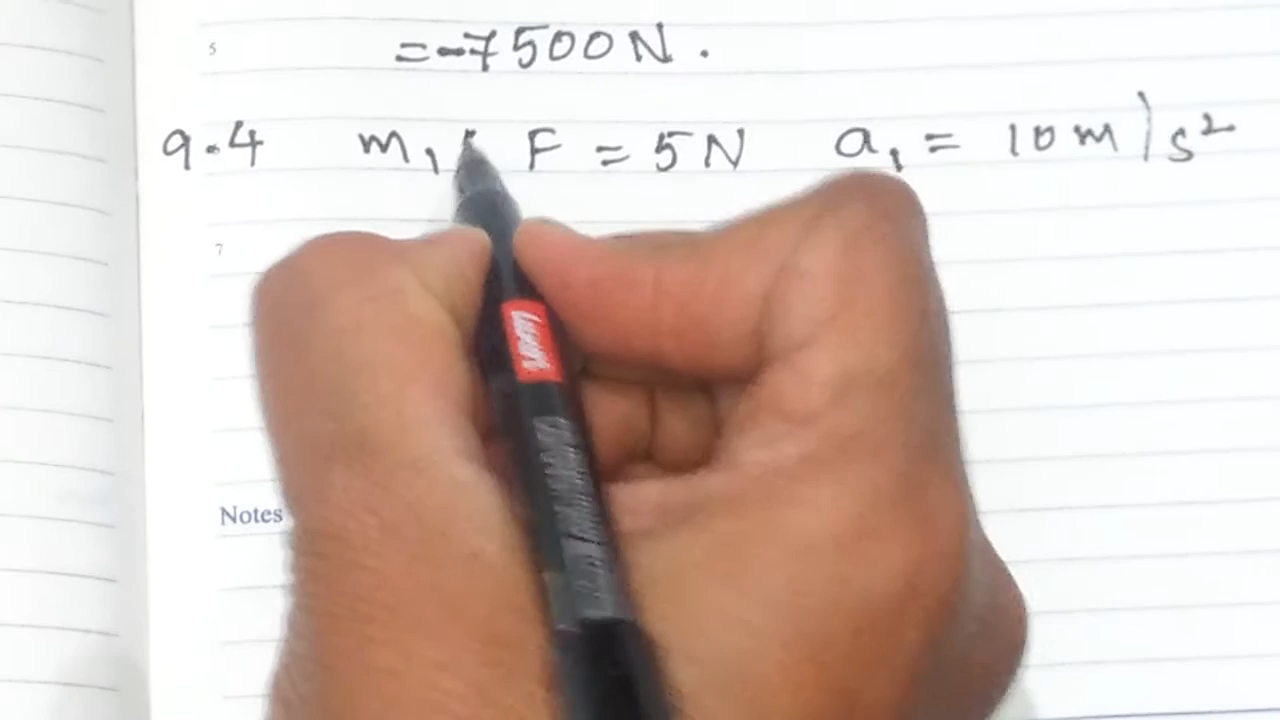 5
= -7500 N.
9.4 m₁ F = 5N a₁ = 10 m/s²
7
Notes